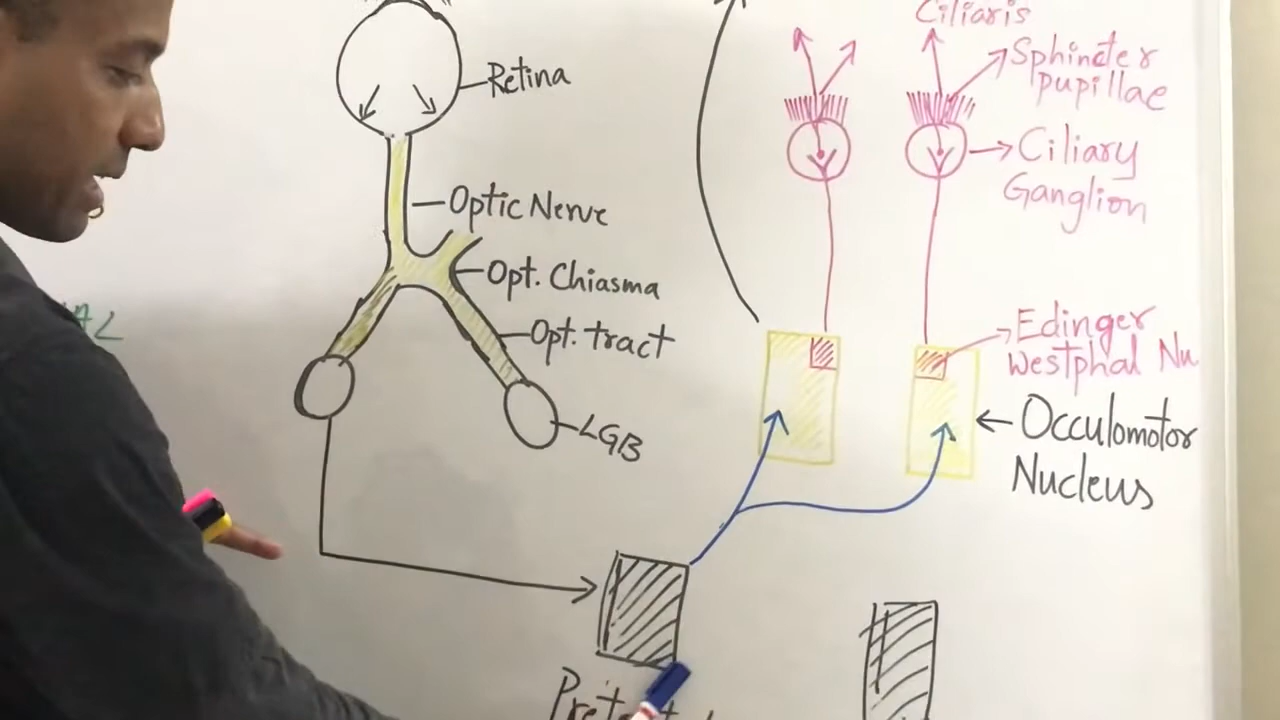 Ciliaris
Sphincter
pupillae
Retina
Ciliary
Ganglion
Optic Nerve
Opt. Chiasma
Opt. tract
Edinger
Westphal Nu
Occulomotor
Nucleus
LGB